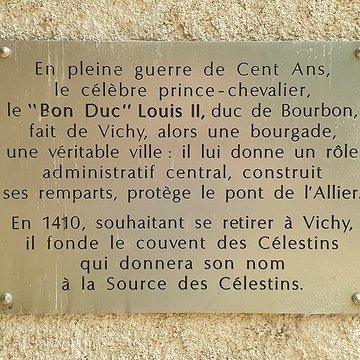 En pleine guerre de Cent Ans,
le célèbre prince-chevalier,
le "Bon Duc" Louis II, duc de Bourbon,
fait de Vichy, alors une bourgade,
une véritable ville : il lui donne un rôle
administratif central, construit
ses remparts, protège le pont de l'Allier.
En 1410, souhaitant se retirer à Vichy,
il fonde le couvent des Célestins
qui donnera son nom
à la Source des Célestins.